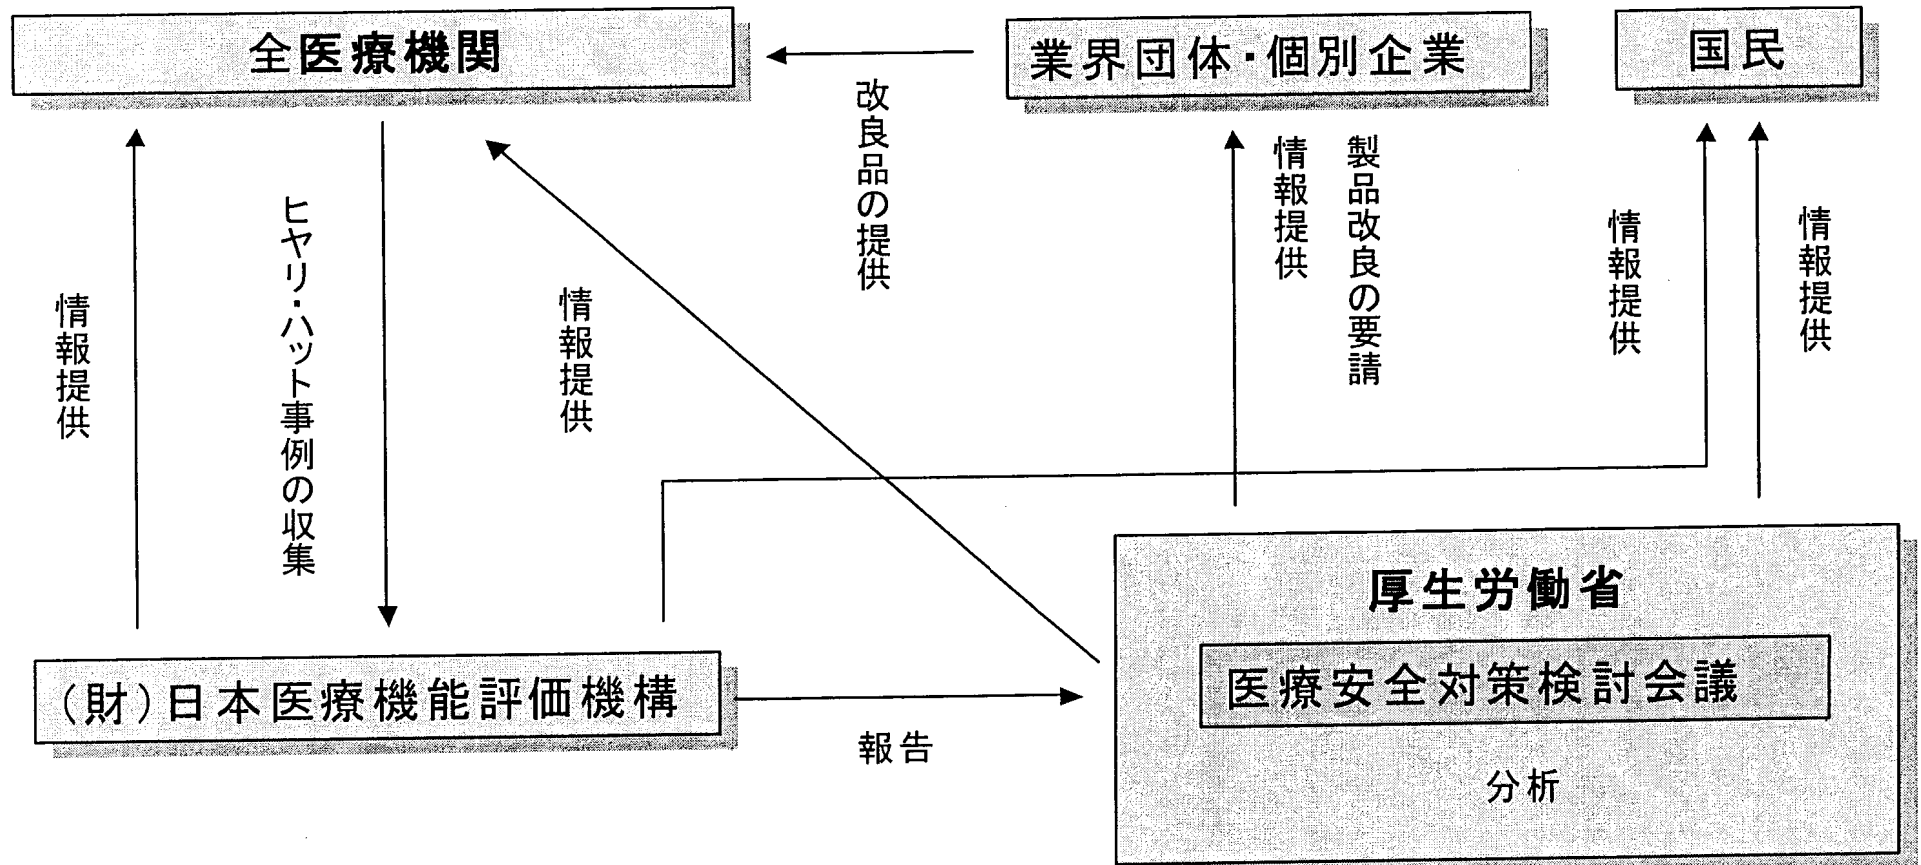 全医療機関
業界団体・個別企業
国民
改良品の提供
製品改良の要請
情報提供
情報提供
情報提供
情報提供
ヒヤリ・ハット事例の収集
情報提供
厚生労働省
医療安全対策検討会議
分析
(財)日本医療機能評価機構
報告